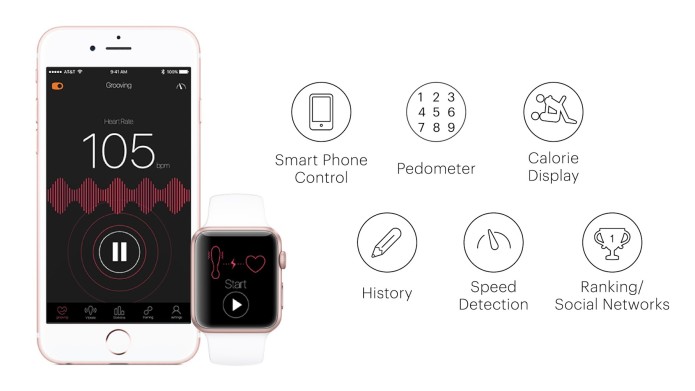 AT&T 9:41 AM 100%
Grooving
Heart Rate
105 bpm
Start
Smart Phone
Control
1 2 3
4 5 6
7 8 9
Pedometer
Calorie
Display
History
Speed
Detection
1
Ranking/
Social Networks